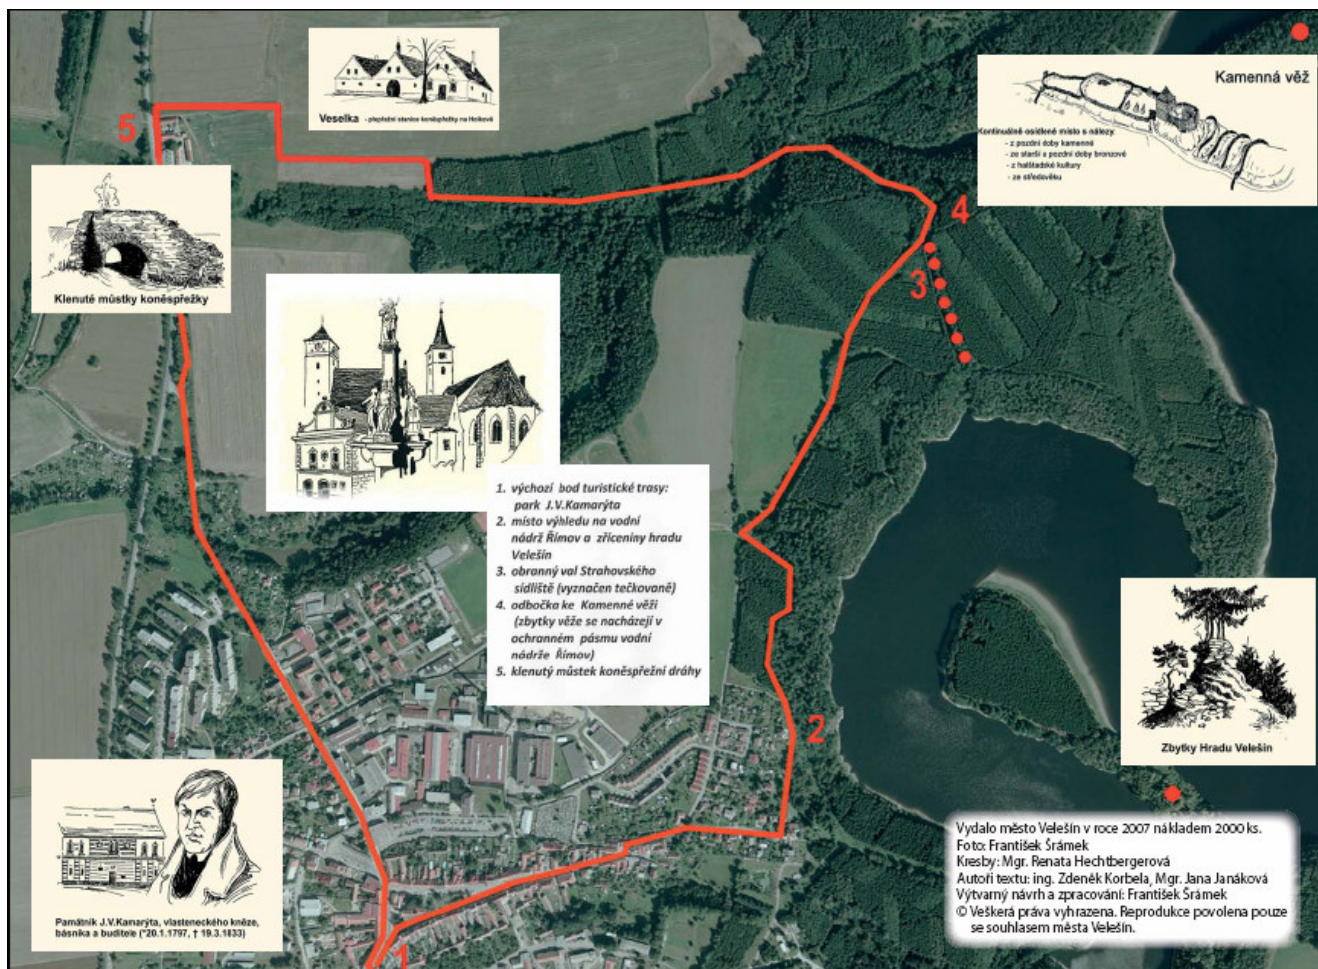 Veselka - přepřažní stanice koněspřežky na Holkově
Kamenná věž
Kontinuálně osídlené místo s nálezy
- z pozdní doby kamenné
- ze starší a pozdní doby bronzové
- z halštadské kultury
- ze středověku
5
4
3
Klenuté můstky koněspřežky
1. výchozí bod turistické trasy:
park J.V.Kamarýta
2. místo výhledu na vodní
nádrž Římov a zříceniny hradu
Velešín
3. obranný val Strahovského
sídliště (vyznačen tečkovaně)
4. odbočka ke Kamenné věži
(zbytky věže se nacházejí v
ochranném pásmu vodní
nádrže Římov)
5. klenutý můstek koněspřežní dráhy
2
Zbytky Hradu Velešín
Památník J.V.Kamarýta, vlasteneckého kněze,
básníka a buditele (*20.1.1797, † 19.3.1833)
1
Vydalo město Velešín v roce 2007 nákladem 2000 ks.
Foto: František Šrámek
Kresby: Mgr. Renata Hechtbergerová
Autoři textu: ing. Zdeněk Korbela, Mgr. Jana Janáková
Výtvarný návrh a zpracování: František Šrámek
© Veškerá práva vyhrazena. Reprodukce povolena pouze
se souhlasem města Velešín.